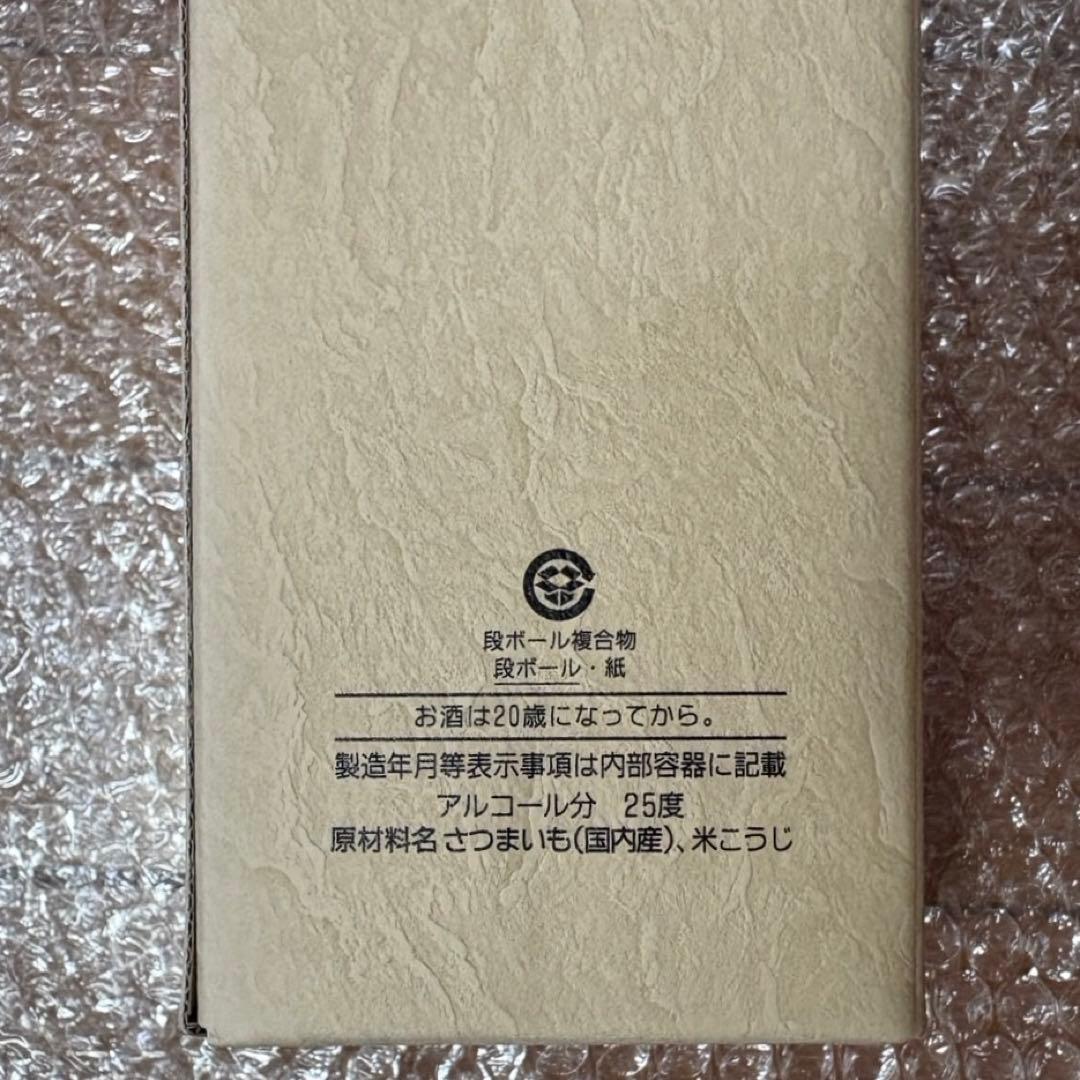 段ボール複合物
段ボール・紙
お酒は20歳になってから。
製造年月等表示事項は内部容器に記載
アルコール分 25度
原材料名 さつまいも(国内産)、米こうじ